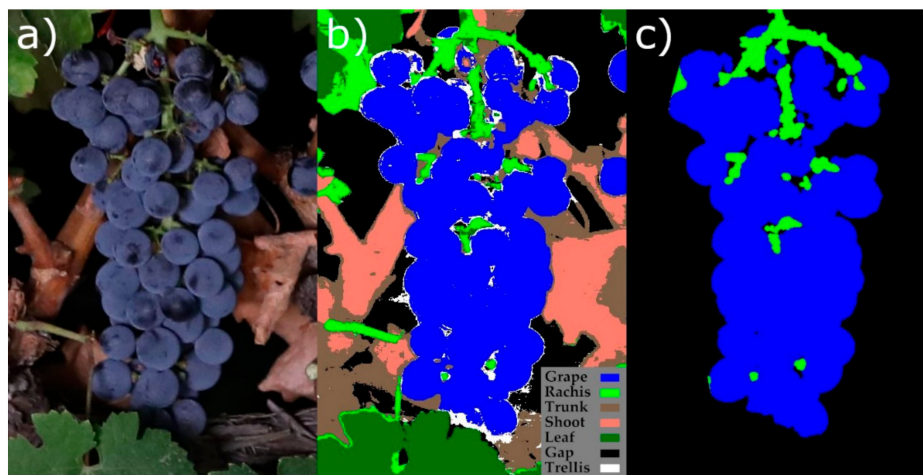 a)
b)
c)
Grape
Rachis
Trunk
Shoot
Leaf
Gap
Trellis